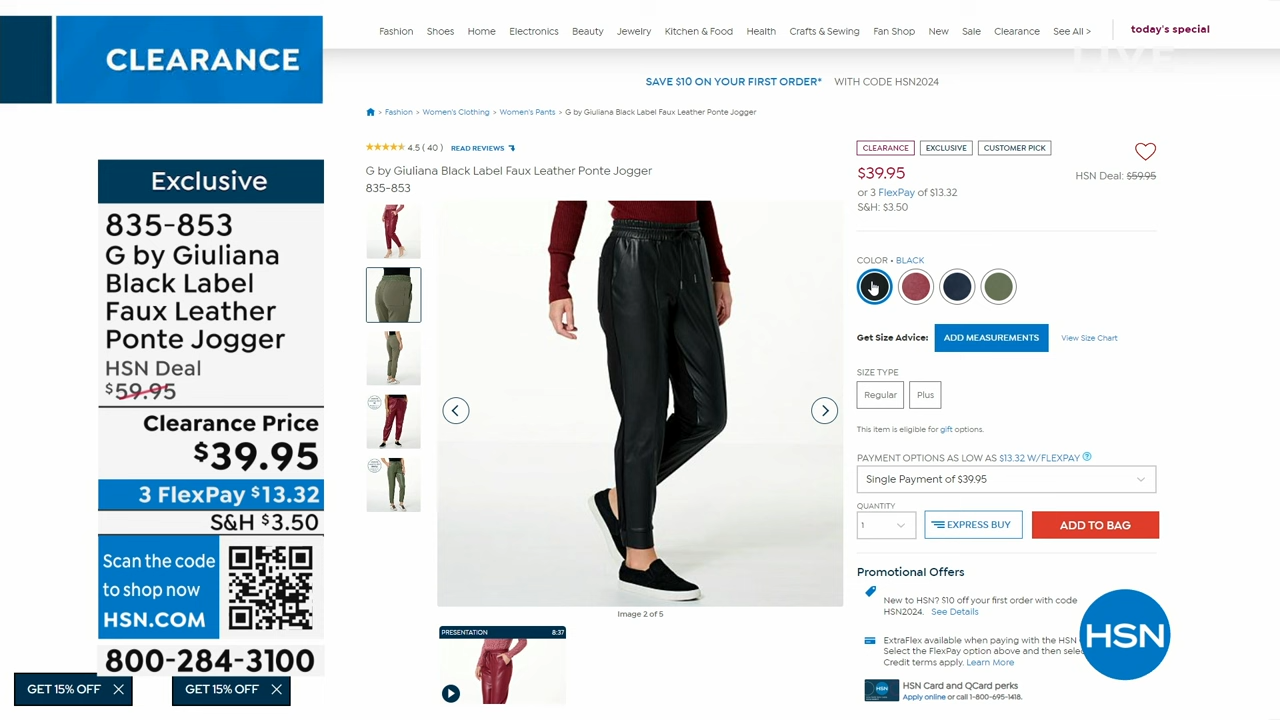 CLEARANCE
Fashion Shoes Home Electronics Beauty Jewelry Kitchen & Food Health Crafts & Sewing Fan Shop New Sale Clearance See All > today's special
LIVE
SAVE $10 ON YOUR FIRST ORDER* WITH CODE HSN2024
> Fashion > Women's Clothing > Women's Pants > G by Giuliana Black Label Faux Leather Ponte Jogger
4.5 ( 40 ) READ REVIEWS
G by Giuliana Black Label Faux Leather Ponte Jogger
835-853
CLEARANCE EXCLUSIVE CUSTOMER PICK
$39.95
HSN Deal: $59.95
or 3 FlexPay of $13.32
S&H: $3.50
COLOR • BLACK
Get Size Advice: ADD MEASUREMENTS View Size Chart
SIZE TYPE
Regular Plus
This item is eligible for gift options.
PAYMENT OPTIONS AS LOW AS $13.32 W/FLEXPAY
Single Payment of $39.95
QUANTITY
1
EXPRESS BUY
ADD TO BAG
Promotional Offers
New to HSN? $10 off your first order with code
HSN2024. See Details
ExtraFlex available when paying with the HSN
Select the FlexPay option above and then
Credit terms apply. Learn More
HSN Card and QCard perks
Apply online or call 1-800-695-1418.
HSN
Image 2 of 5
PRESENTATION 8:37
Exclusive
835-853
G by Giuliana
Black Label
Faux Leather
Ponte Jogger
HSN Deal
$59.95
Clearance Price
$39.95
3 FlexPay $13.32
S&H $3.50
Scan the code
to shop now
HSN.COM
800-284-3100
GET 15% OFF
GET 15% OFF